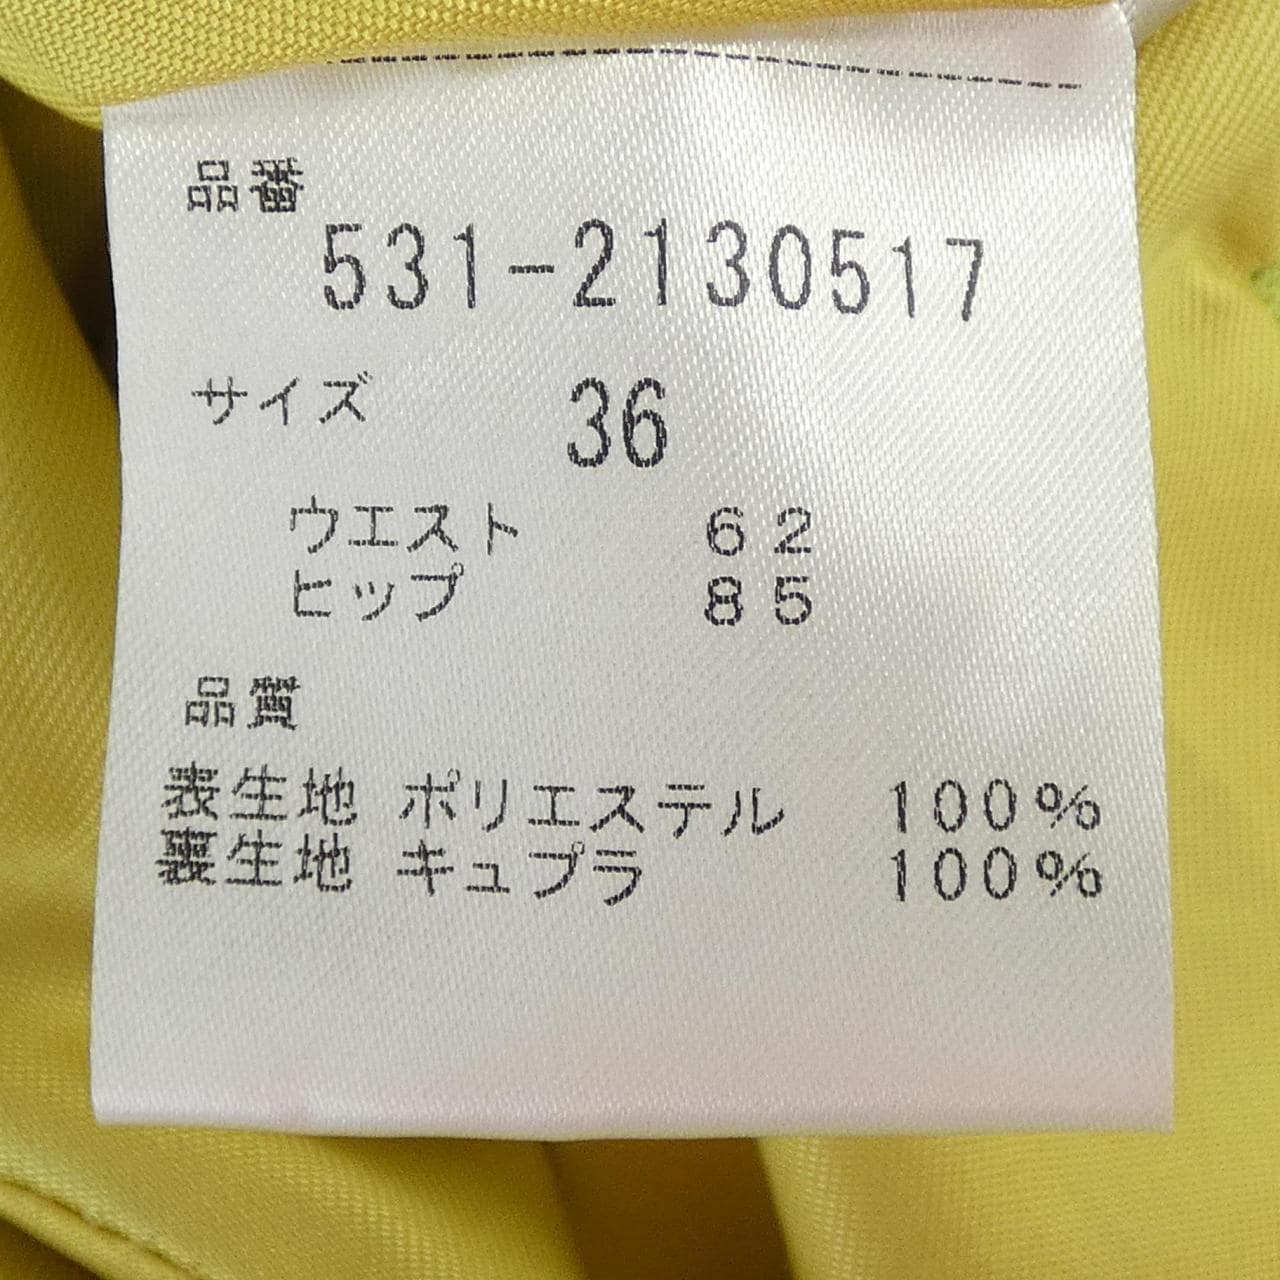 品番
531-2130517
サイズ 36
ウエスト 62
ヒップ 85
品質
表生地 ポリエステル 100%
裏生地 キュプラ 100%